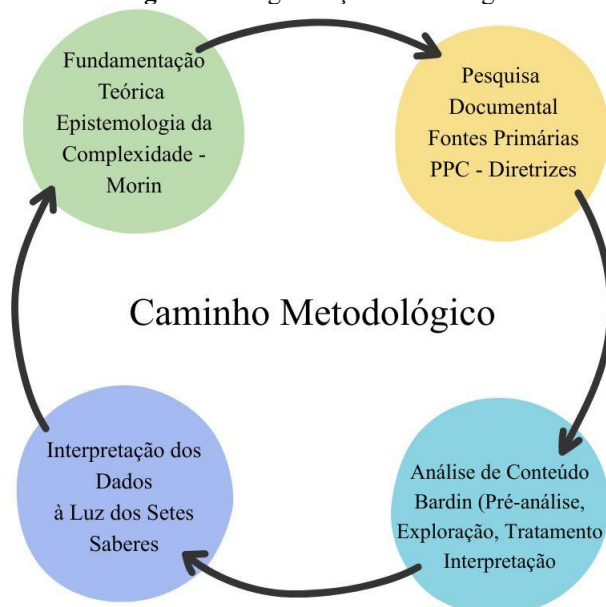 Fundamentação
Teórica
Epistemologia da
Complexidade -
Morin
Pesquisa
Documental
Fontes Primárias
PPC - Diretrizes
Caminho Metodológico
Interpretação dos
Dados
à Luz dos Setes
Saberes
Análise de Conteúdo
Bardin (Pré-análise,
Exploração, Tratamento
Interpretação